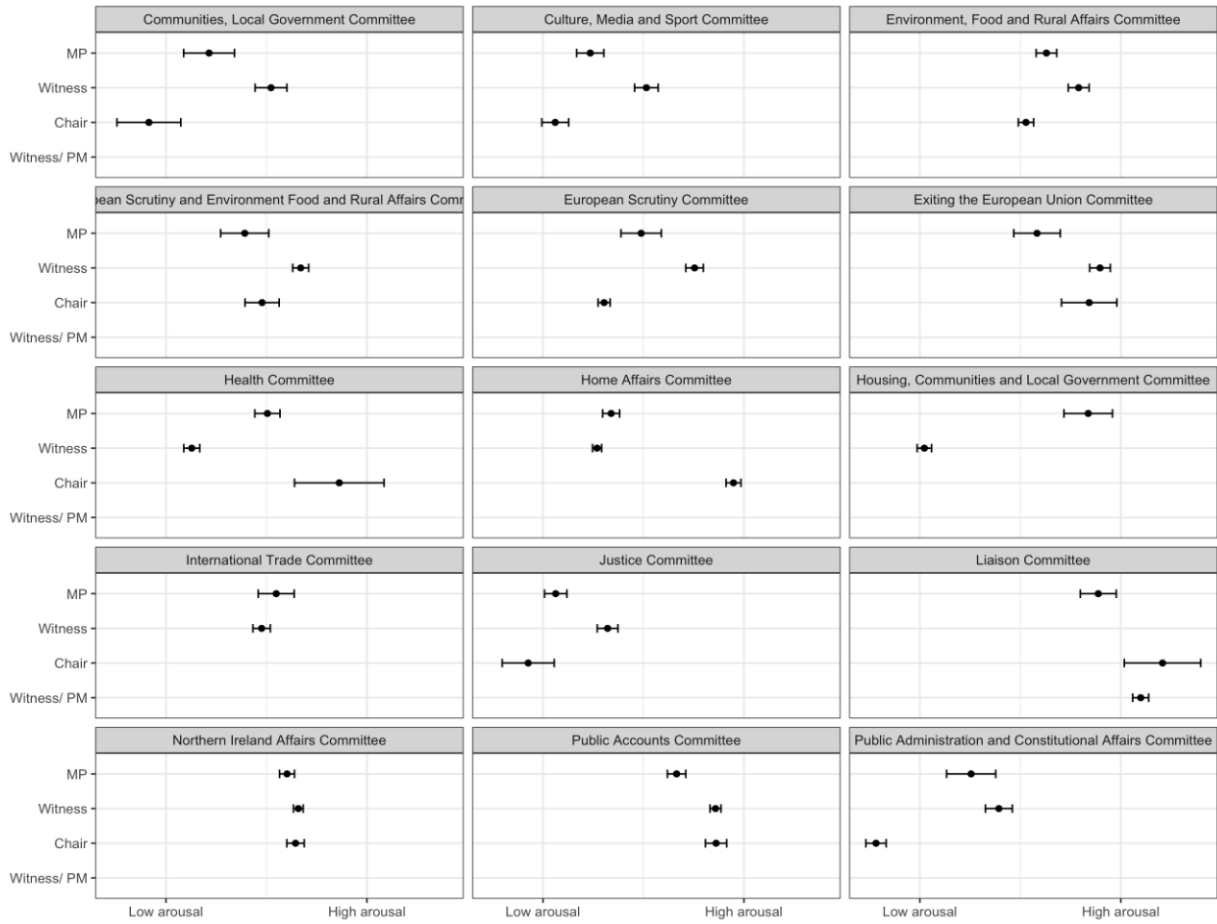 Communities, Local Government Committee
Culture, Media and Sport Committee
Environment, Food and Rural Affairs Committee
MP
Witness
Chair
Witness/ PM
Scrutiny and Environment Food and Rural Affairs
European Scrutiny Committee
Exiting the European Union Committee
MP
Witness
Chair
Witness/ PM
Health Committee
Home Affairs Committee
Housing, Communities and Local Government Committee
MP
Witness
Chair
Witness/ PM
International Trade Committee
Justice Committee
Liaison Committee
MP
Witness
Chair
Witness/ PM
Northern Ireland Affairs Committee
Public Accounts Committee
Public Administration and Constitutional Affairs Committee
MP
Witness
Chair
Witness/ PM
Low arousal
High arousal
Low arousal
High arousal
Low arousal
High arousal